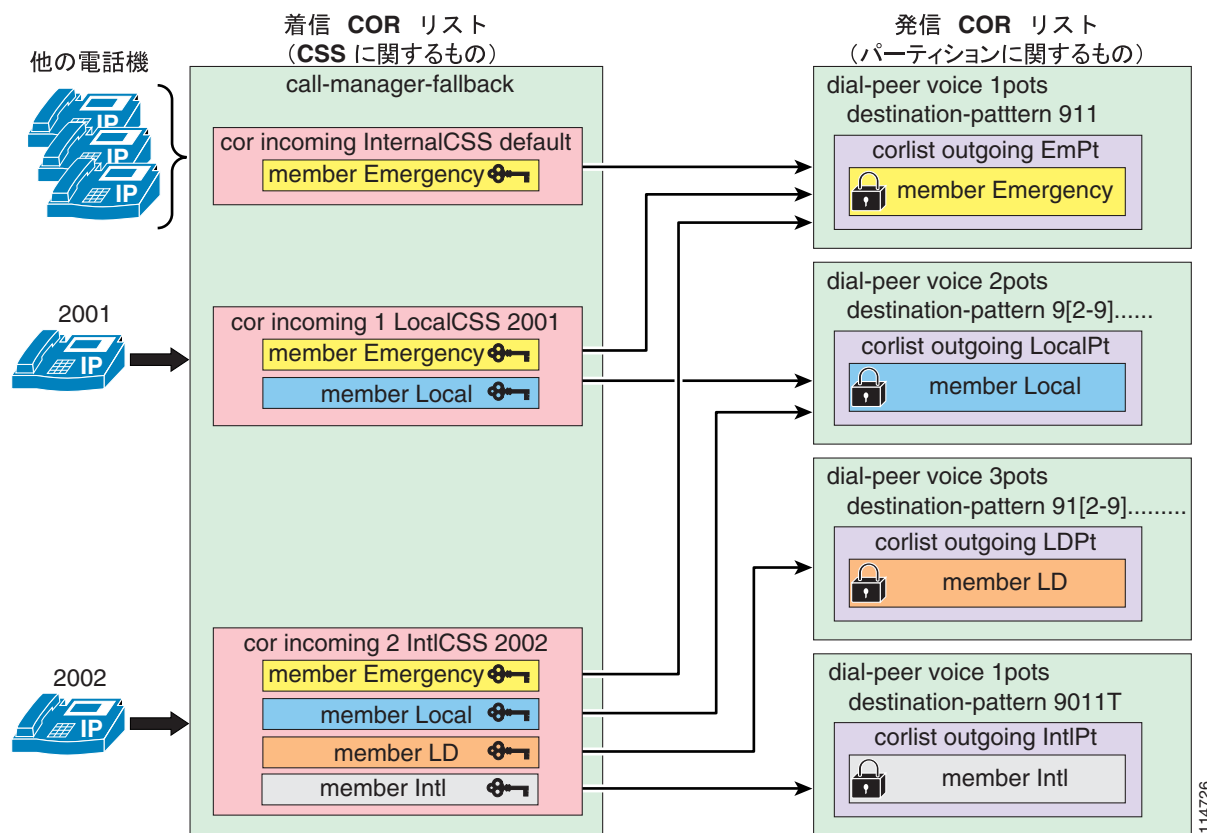 着信 COR リスト
（CSS に関するもの）
発信 COR リスト
（パーティションに関するもの）
他の電話機
IP
IP
IP
call-manager-fallback
cor incoming InternalCSS default
member Emergency
2001
IP
cor incoming 1 LocalCSS 2001
member Emergency
member Local
2002
IP
cor incoming 2 IntlCSS 2002
member Emergency
member Local
member LD
member Intl
dial-peer voice 1pots
destination-patttern 911
corlist outgoing EmPt
member Emergency
dial-peer voice 2pots
destination-pattern 9[2-9]......
corlist outgoing LocalPt
member Local
dial-peer voice 3pots
destination-pattern 91[2-9].........
corlist outgoing LDPt
member LD
dial-peer voice 1pots
destination-pattern 9011T
corlist outgoing IntlPt
member Intl
114726